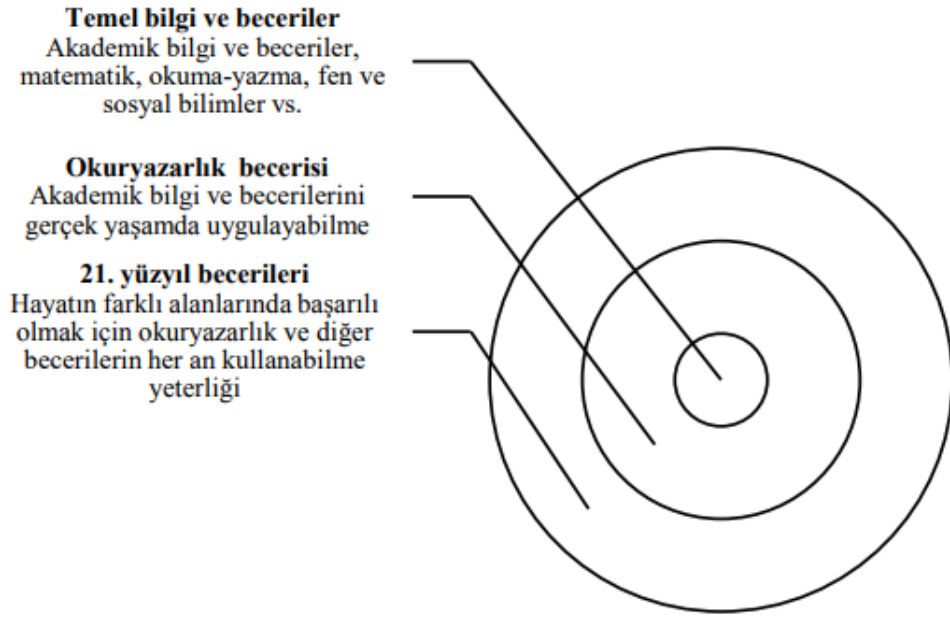 Temel bilgi ve beceriler
Akademik bilgi ve beceriler,
matematik, okuma-yazma, fen ve
sosyal bilimler vs.
Okuryazarlık becerisi
Akademik bilgi ve becerilerini
gerçek yaşamda uygulayabilme
21. yüzyıl becerileri
Hayatın farklı alanlarında başarılı
olmak için okuryazarlık ve diğer
becerilerin her an kullanabilme
yeterliği